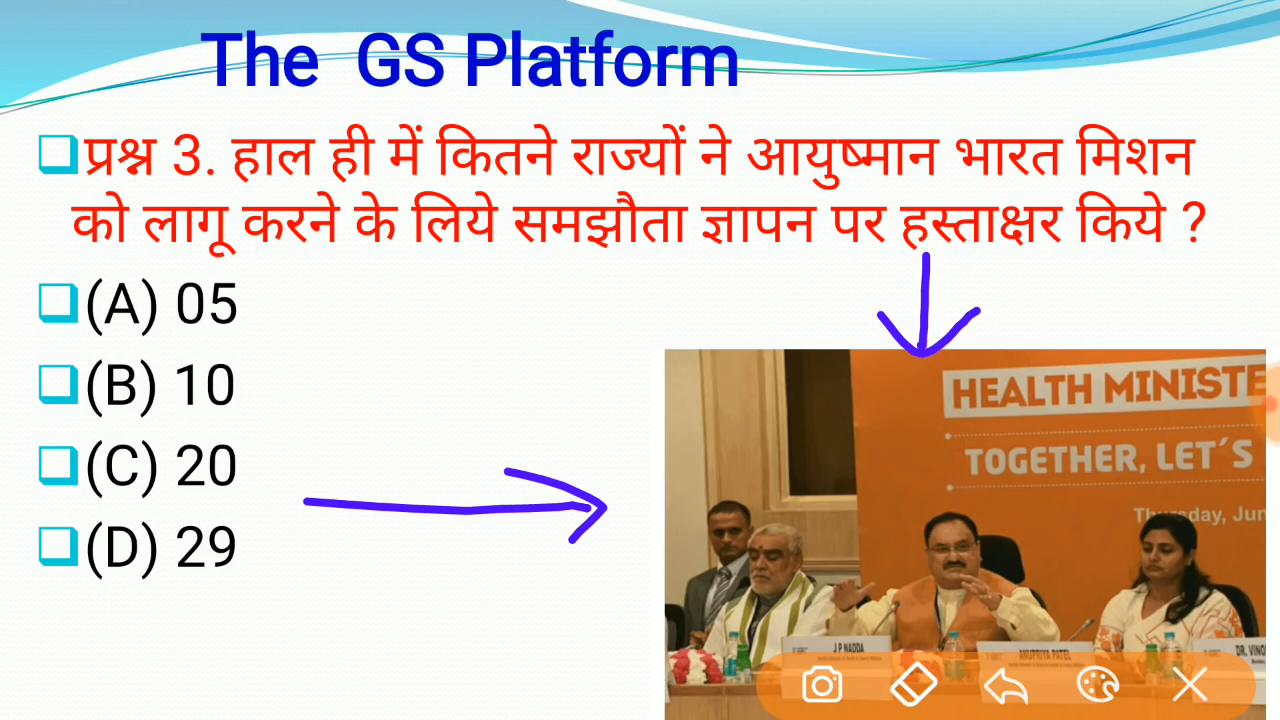 The GS Platform
प्रश्न 3. हाल ही में कितने राज्यों ने आयुष्मान भारत मिशन
को लागू करने के लिये समझौता ज्ञापन पर हस्ताक्षर किये ?
(A) 05
(B) 10
(C) 20
(D) 29
HEALTH MINISTE
TOGETHER, LET'S
Thursday, Jun
J P NADDA
ANUPRIYA PATEL
DR. VINO